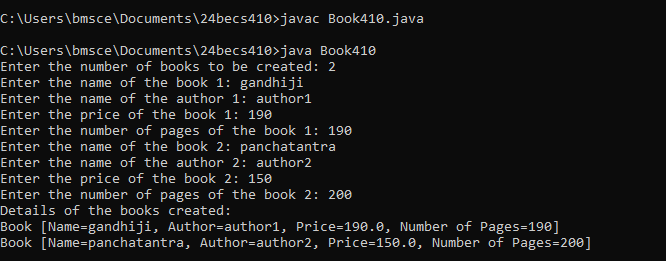 C:\Users\bmsce\Documents\24becs410>javac Book410.java
C:\Users\bmsce\Documents\24becs410>java Book410
Enter the number of books to be created: 2
Enter the name of the book 1: gandhiji
Enter the name of the author 1: author1
Enter the price of the book 1: 190
Enter the number of pages of the book 1: 190
Enter the name of the book 2: panchatantra
Enter the name of the author 2: author2
Enter the price of the book 2: 150
Enter the number of pages of the book 2: 200
Details of the books created:
Book [Name=gandhiji, Author=author1, Price=190.0, Number of Pages=190]
Book [Name=panchatantra, Author=author2, Price=150.0, Number of Pages=200]